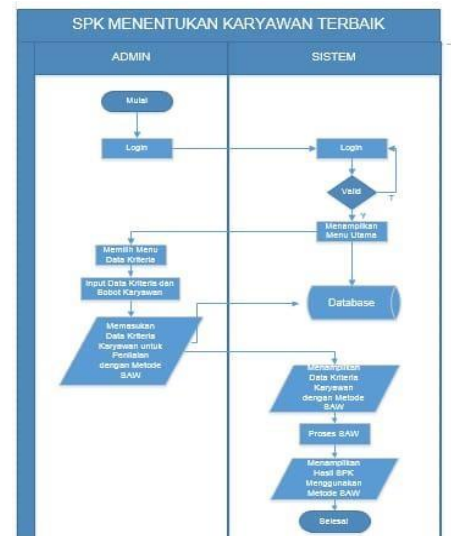 SPK MENENTUKAN KARYAWAN TERBAIK
ADMIN
SISTEM
Mulai
Login
Login
Valid
T
Y
Menampilkan
Menu Utama
Memilih Menu
Data Kriteria
Input Data Kriteria dan
Bobot Karyawan
Database
Memasukan
Data Kriteria
Karyawan untuk
Penilaian
dengan Metode
SAW
Menampilkan
Data Kriteria
Karyawan
dengan Metode
SAW
Proses SAW
Menampilkan
Hasil SPK
Menggunakan
Metode SAW
Selesai